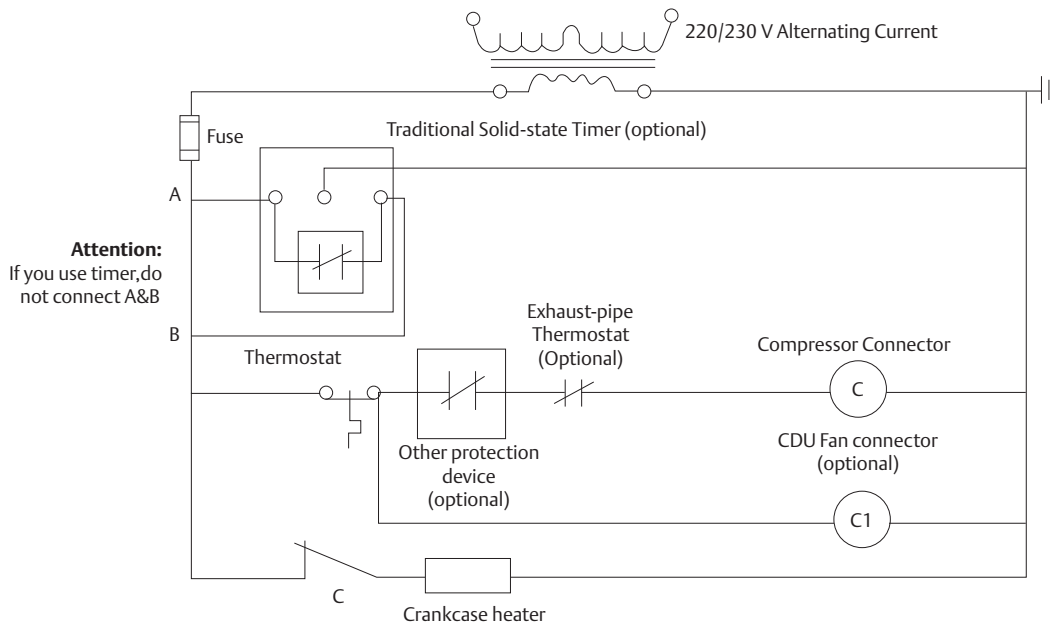 220/230 V Alternating Current
Traditional Solid-state Timer (optional)
Fuse
A
Attention:
If you use timer,do
not connect A&B
B
Thermostat
Exhaust-pipe
Thermostat
(Optional)
Compressor Connector
C
Other protection
device
(optional)
CDU Fan connector
(optional)
C1
C
Crankcase heater